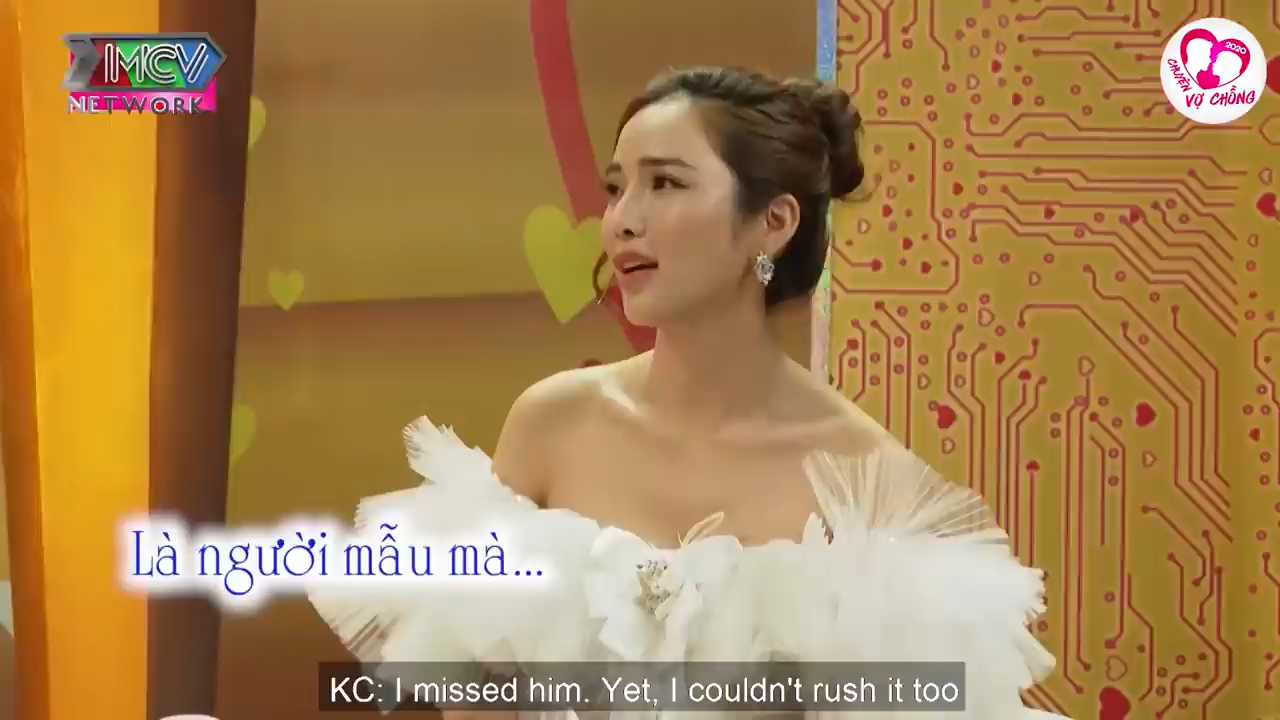 MCV
NETWORK
2020
CHUYỆN
VỢ CHỒNG
Là người mẫu mà...
KC: I missed him. Yet, I couldn't rush it too